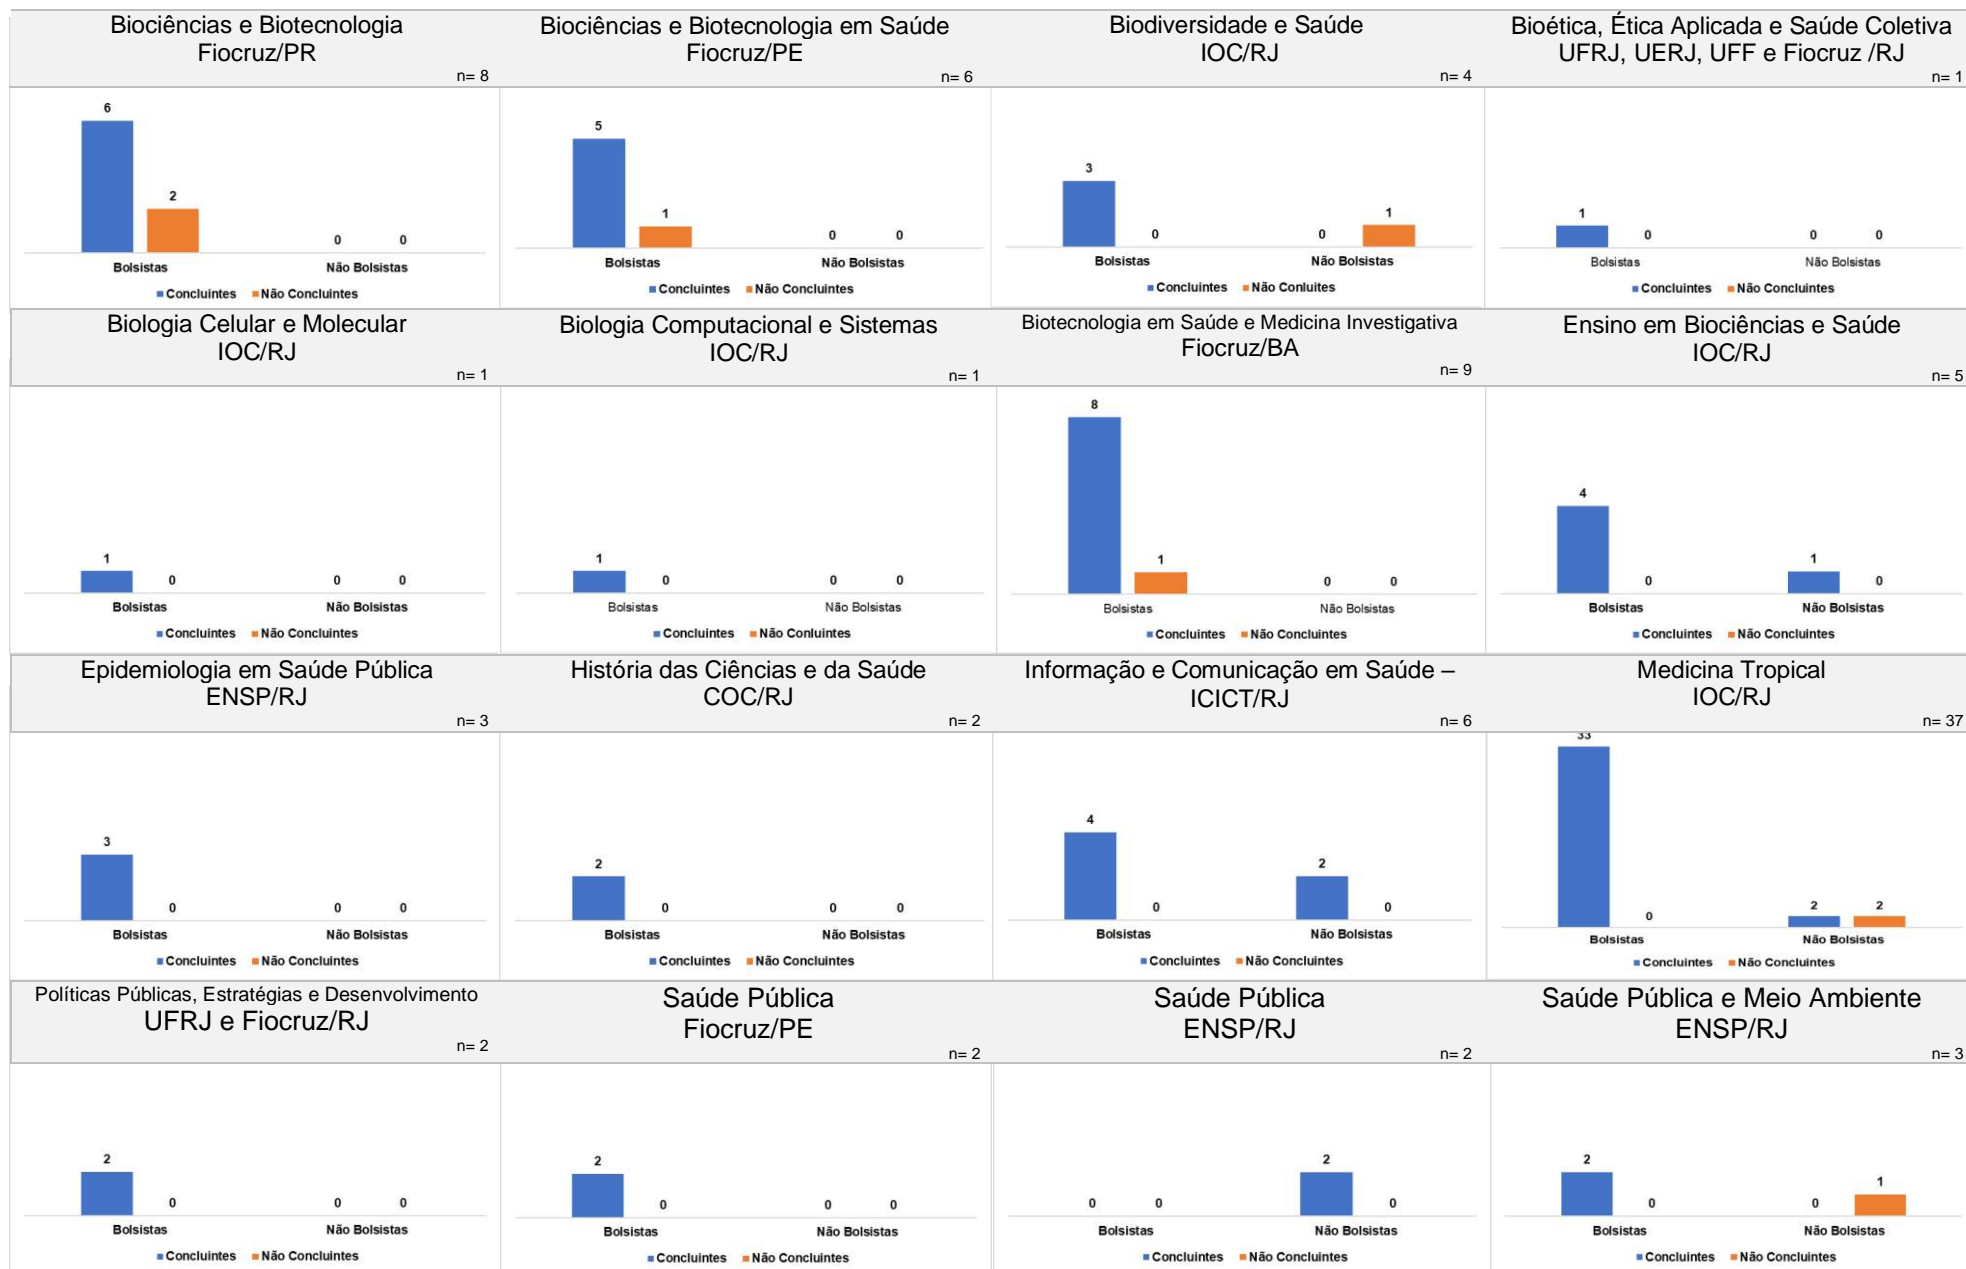 Biociências e Biotecnologia
Fiocruz/PR
n= 8
Biociências e Biotecnologia em Saúde
Fiocruz/PE
n= 6
Biodiversidade e Saúde
IOC/RJ
n= 4
Bioética, Ética Aplicada e Saúde Coletiva
UFRJ, UERJ, UFF e Fiocruz /RJ
n= 1
6
2
0 0
Bolsistas Não Bolsistas
Concluintes Não Concluintes
5
1
0 0
Bolsistas Não Bolsistas
Concluintes Não Concluintes
3
0
0
1
Bolsistas Não Bolsistas
Concluintes Não Conluites
1
0
0 0
Bolsistas Não Bolsistas
Concluintes Não Concluintes
Biologia Celular e Molecular
IOC/RJ
n= 1
Biologia Computacional e Sistemas
IOC/RJ
n= 1
Biotecnologia em Saúde e Medicina Investigativa
Fiocruz/BA
n= 9
Ensino em Biociências e Saúde
IOC/RJ
n= 5
1
0
0 0
Bolsistas Não Bolsistas
Concluintes Não Concluintes
1
0
0 0
Bolsistas Não Bolsistas
Concluintes Não Conluintes
8
1
0 0
Bolsistas Não Bolsistas
Concluintes Não Concluintes
4
0
1
0
Bolsistas Não Bolsistas
Concluintes Não Concluintes
Epidemiologia em Saúde Pública
ENSP/RJ
n= 3
História das Ciências e da Saúde
COC/RJ
n= 2
Informação e Comunicação em Saúde –
ICICT/RJ
n= 6
Medicina Tropical
IOC/RJ
n= 37
3
0
0 0
Bolsistas Não Bolsistas
Concluintes Não Concluintes
2
0
0 0
Bolsistas Não Bolsistas
Concluintes Não Concluintes
4
0
2
0
Bolsistas Não Bolsistas
Concluintes Não Concluintes
33
0
2 2
Bolsistas Não Bolsistas
Concluintes Não Concluintes
Políticas Públicas, Estratégias e Desenvolvimento
UFRJ e Fiocruz/RJ
n= 2
Saúde Pública
Fiocruz/PE
n= 2
Saúde Pública
ENSP/RJ
n= 2
Saúde Pública e Meio Ambiente
ENSP/RJ
n= 3
2
0
0 0
Bolsistas Não Bolsistas
Concluintes Não Concluintes
2
0
0 0
Bolsistas Não Bolsistas
Concluintes Não Concluintes
0 0
2
0
Bolsistas Não Bolsistas
Concluintes Não Concluintes
2
0
0
1
Bolsistas Não Bolsistas
Concluintes Não Concluintes